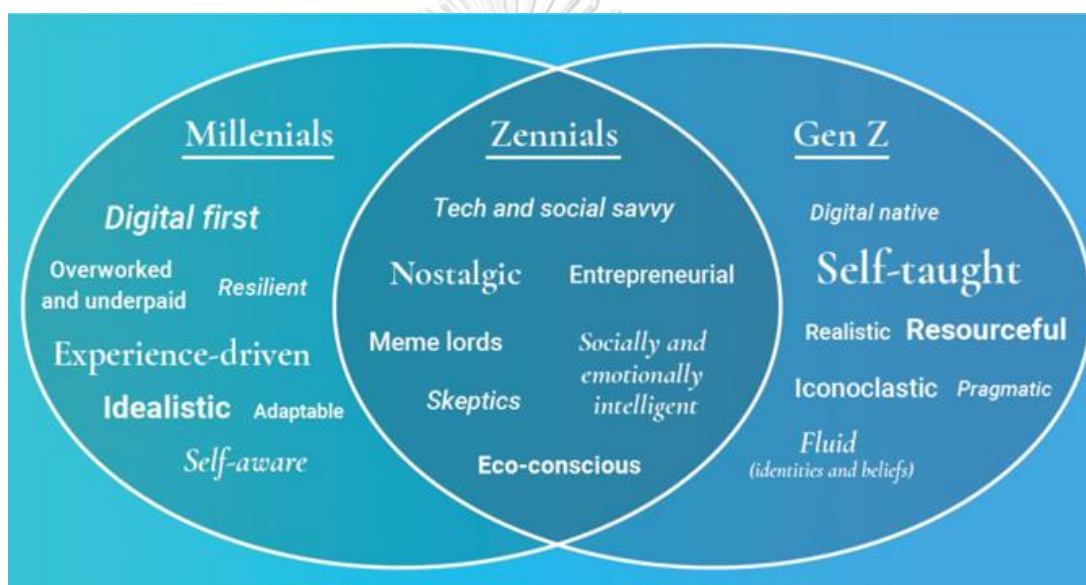 Millenials
Digital first
Overworked
and underpaid
Resilient
Experience-driven
Idealistic
Adaptable
Self-aware
Zennials
Tech and social savvy
Nostalgic
Entrepreneurial
Meme lords
Socially and
emotionally
intelligent
Skeptics
Eco-conscious
Gen Z
Digital native
Self-taught
Realistic
Resourceful
Iconoclastic
Pragmatic
Fluid
(identities and beliefs)